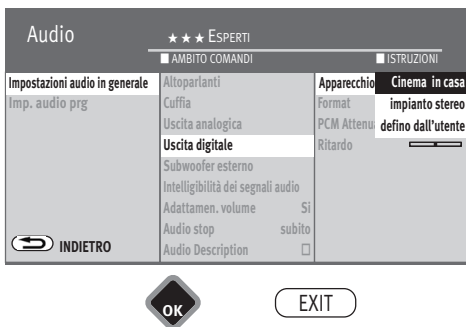 Audio
★ ★ ★ ESPERTI
AMBITO COMANDI
ISTRUZIONI
Impostazioni audio in generale
Imp. audio prg
INDIETRO
Altoparlanti
Cuffia
Uscita analogica
Uscita digitale
Subwoofer esterno
Intelligibilità dei segnali audio
Adattamen. volume Si
Audio stop subito
Audio Description
Apparecchio
Format
PCM Attenua
Ritardo
Cinema in casa
impianto stereo
defino dall'utente
OK
EXIT